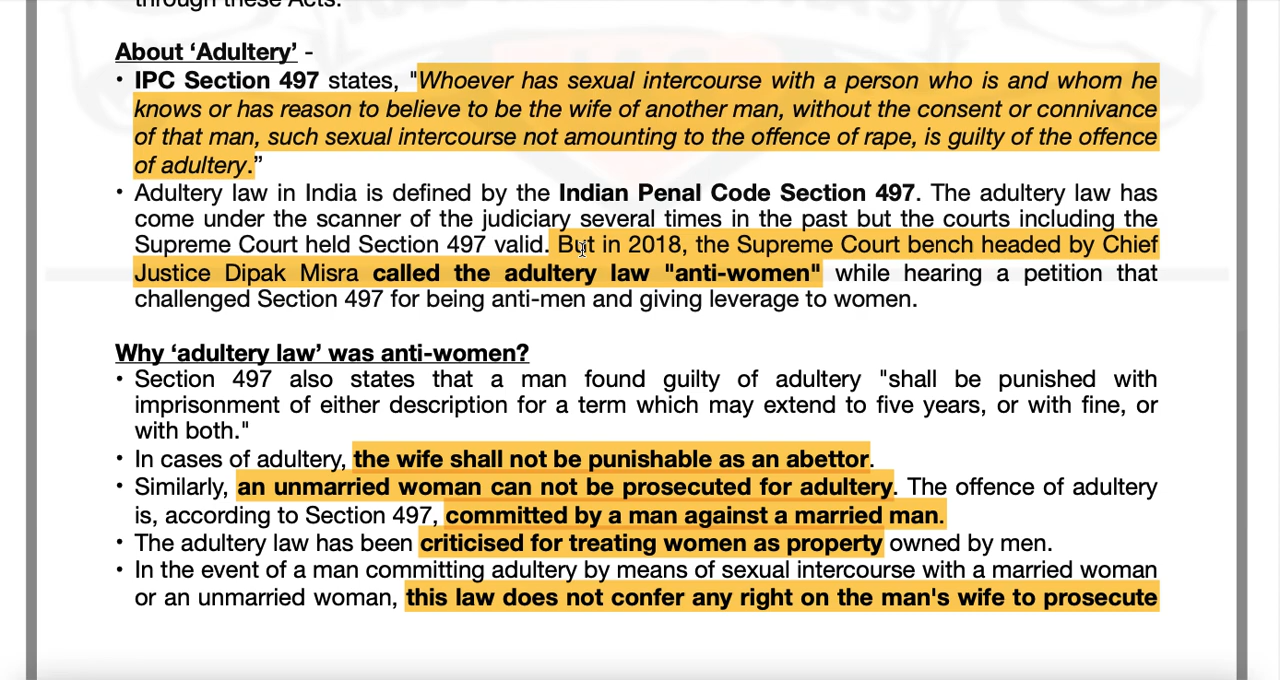 through these Acts.
About ‘Adultery’ -
• IPC Section 497 states, "Whoever has sexual intercourse with a person who is and whom he
knows or has reason to believe to be the wife of another man, without the consent or connivance
of that man, such sexual intercourse not amounting to the offence of rape, is guilty of the offence
of adultery.”
• Adultery law in India is defined by the Indian Penal Code Section 497. The adultery law has
come under the scanner of the judiciary several times in the past but the courts including the
Supreme Court held Section 497 valid. But in 2018, the Supreme Court bench headed by Chief
Justice Dipak Misra called the adultery law "anti-women" while hearing a petition that
challenged Section 497 for being anti-men and giving leverage to women.
Why ‘adultery law’ was anti-women?
• Section 497 also states that a man found guilty of adultery "shall be punished with
imprisonment of either description for a term which may extend to five years, or with fine, or
with both."
• In cases of adultery, the wife shall not be punishable as an abettor.
• Similarly, an unmarried woman can not be prosecuted for adultery. The offence of adultery
is, according to Section 497, committed by a man against a married man.
• The adultery law has been criticised for treating women as property owned by men.
• In the event of a man committing adultery by means of sexual intercourse with a married woman
or an unmarried woman, this law does not confer any right on the man's wife to prosecute